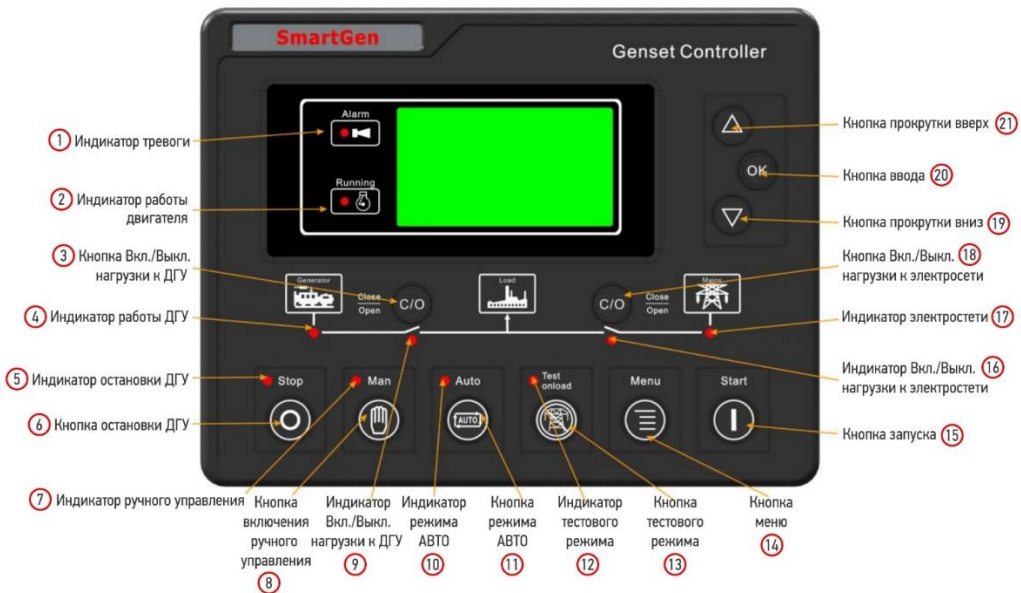 SmartGen
Genset Controller
Alarm
Running
1 Индикатор тревоги
2 Индикатор работы
двигателя
3 Кнопка Вкл./Выкл.
нагрузки к ДГУ
4 Индикатор работы ДГУ
5 Индикатор остановки ДГУ
6 Кнопка остановки ДГУ
7 Индикатор ручного управления
Кнопка прокрутки вверх 21
OK
Кнопка ввода 20
Кнопка прокрутки вниз 19
Кнопка Вкл./Выкл. 18
нагрузки к электросети
Индикатор электростети 17
Индикатор Вкл./Выкл. 16
нагрузки к электростети
Кнопка запуска 15
Generator
Close
Open
C/O
Load
C/O
Close
Open
Mains
Stop
Man
Auto
AUTO
Test
onload
Menu
Start
Кнопка
включения
ручного
управления
8
Индикатор
Вкл./Выкл.
нагрузки к ДГУ
9
Индикатор
режима
АВТО
10
Кнопка
режима
АВТО
11
Индикатор
тестового
режима
12
Кнопка
тестового
режима
13
Кнопка
меню
14